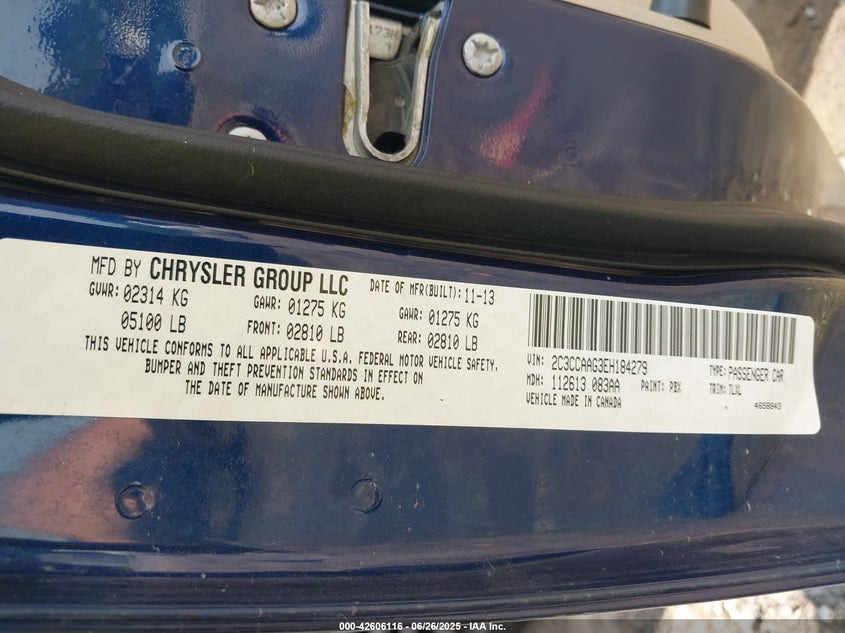 173H
MFD BY CHRYSLER GROUP LLC
DATE OF MFR(BUILT): 11-13
GVWR: 02314 KG
GAWR: 01275 KG
GAWR: 01275 KG
05100 LB
FRONT: 02810 LB
REAR: 02810 LB
THIS VEHICLE CONFORMS TO ALL APPLICABLE U.S.A. FEDERAL MOTOR VEHICLE SAFETY,
BUMPER AND THEFT PREVENTION STANDARDS IN EFFECT ON
THE DATE OF MANUFACTURE SHOWN ABOVE.
VIN: 2C3CCAAG3EH184279
TYPE: PASSENGER CAR
MDH: 112613 083AA
PAINT: PBX
TRIM: TLXL
VEHICLE MADE IN CANADA
4658843
000-42606116 - 06/26/2025 - IAA Inc.